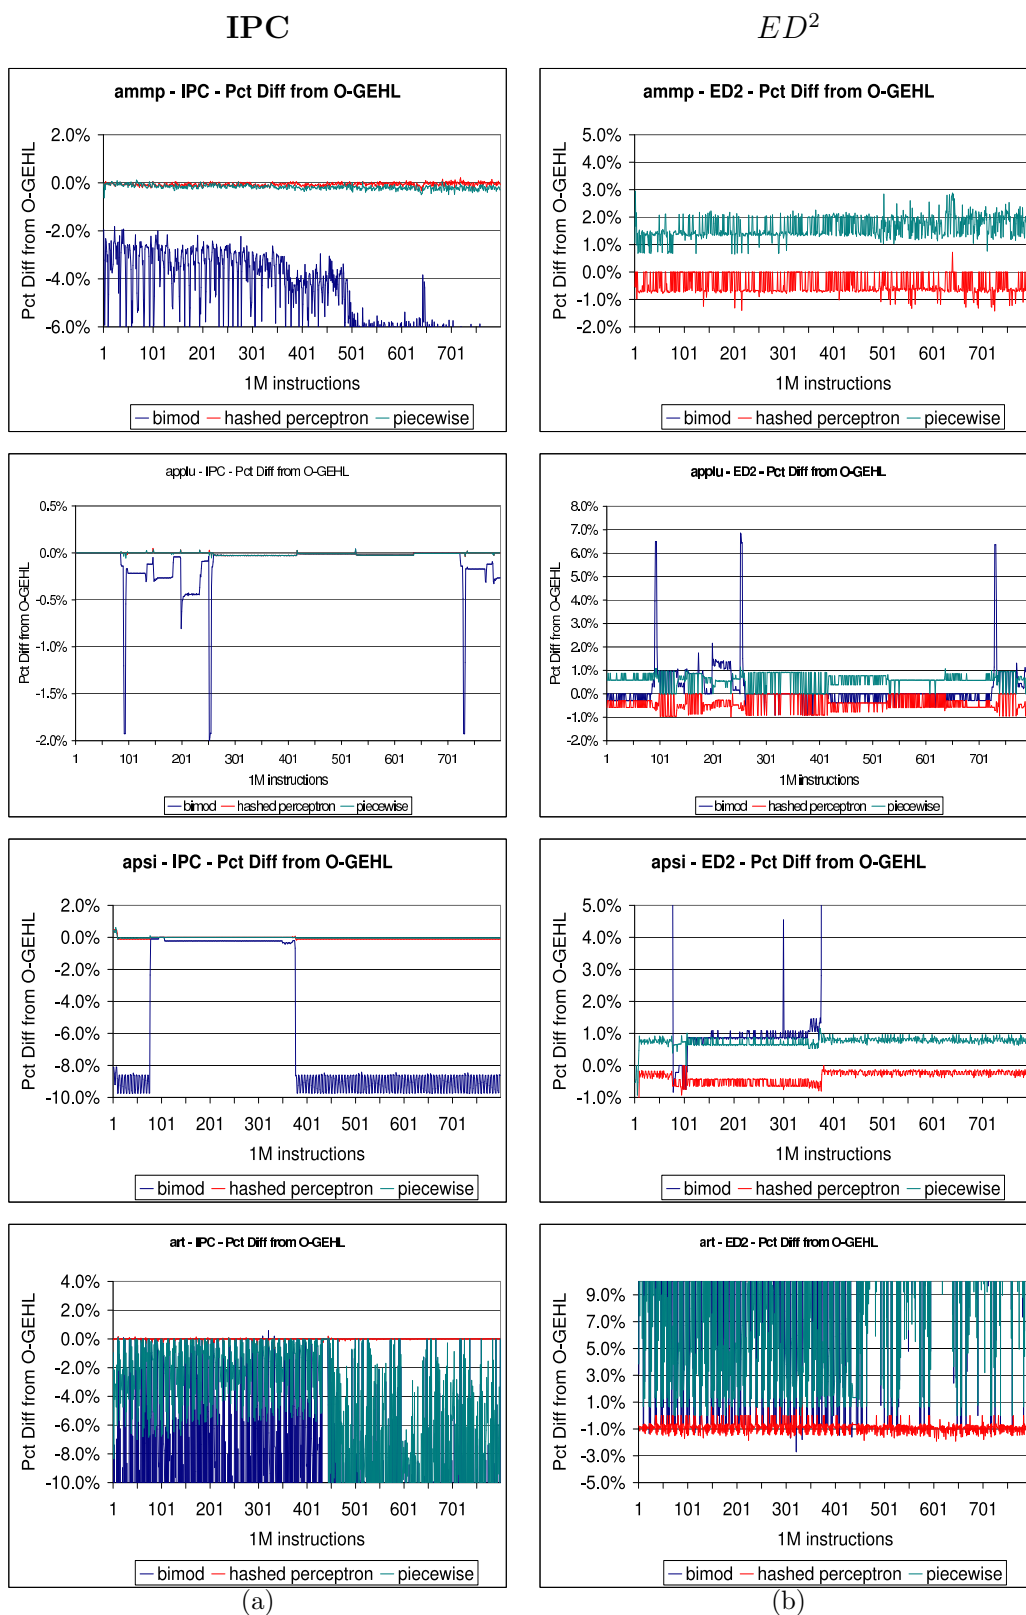 IPC
ED2
ammp - IPC - Pct Diff from O-GEHL
Pct Diff from O-GEHL
2.0%
0.0%
-2.0%
-4.0%
-6.0%
1 101 201 301 401 501 601 701
1M instructions
bimod hashed perceptron piecewise
ammp - ED2 - Pct Diff from O-GEHL
Pct Diff from O-GEHL
5.0%
4.0%
3.0%
2.0%
1.0%
0.0%
-1.0%
-2.0%
1 101 201 301 401 501 601 701
1M instructions
bimod hashed perceptron piecewise
applu - IPC - Pct Diff from O-GEHL
Pct Diff from O-GEHL
0.5%
0.0%
-0.5%
-1.0%
-1.5%
-2.0%
1 101 201 301 401 501 601 701
1M instructions
bimod hashed perceptron piecewise
applu - ED2 - Pct Diff from O-GEHL
Pct Diff from O-GEHL
8.0%
7.0%
6.0%
5.0%
4.0%
3.0%
2.0%
1.0%
0.0%
-1.0%
-2.0%
1 101 201 301 401 501 601 701
1M instructions
bimod hashed perceptron piecewise
apsi - IPC - Pct Diff from O-GEHL
Pct Diff from O-GEHL
2.0%
0.0%
-2.0%
-4.0%
-6.0%
-8.0%
-10.0%
1 101 201 301 401 501 601 701
1M instructions
bimod hashed perceptron piecewise
apsi - ED2 - Pct Diff from O-GEHL
Pct Diff from O-GEHL
5.0%
4.0%
3.0%
2.0%
1.0%
0.0%
-1.0%
1 101 201 301 401 501 601 701
1M instructions
bimod hashed perceptron piecewise
art - IPC - Pct Diff from O-GEHL
Pct Diff from O-GEHL
4.0%
2.0%
0.0%
-2.0%
-4.0%
-6.0%
-8.0%
-10.0%
1 101 201 301 401 501 601 701
1M instructions
bimod hashed perceptron piecewise
art - ED2 - Pct Diff from O-GEHL
Pct Diff from O-GEHL
9.0%
7.0%
5.0%
3.0%
1.0%
-1.0%
-3.0%
-5.0%
1 101 201 301 401 501 601 701
1M instructions
bimod hashed perceptron piecewise
(a)
(b)